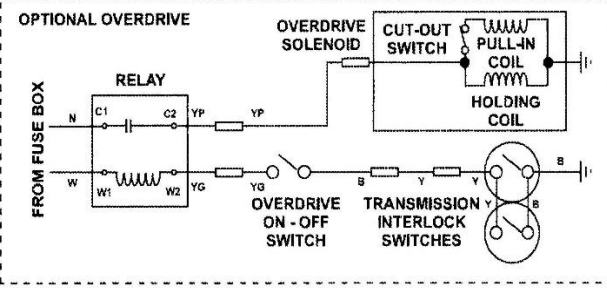 OPTIONAL OVERDRIVE
OVERDRIVE
SOLENOID
CUT-OUT
SWITCH
PULL-IN
COIL
HOLDING
COIL
RELAY
FROM FUSE BOX
N
C1
C2
YP
YP
W
W1
W2
YG
YG
B
Y
Y
B
Y
B
OVERDRIVE
ON - OFF
SWITCH
TRANSMISSION
INTERLOCK
SWITCHES